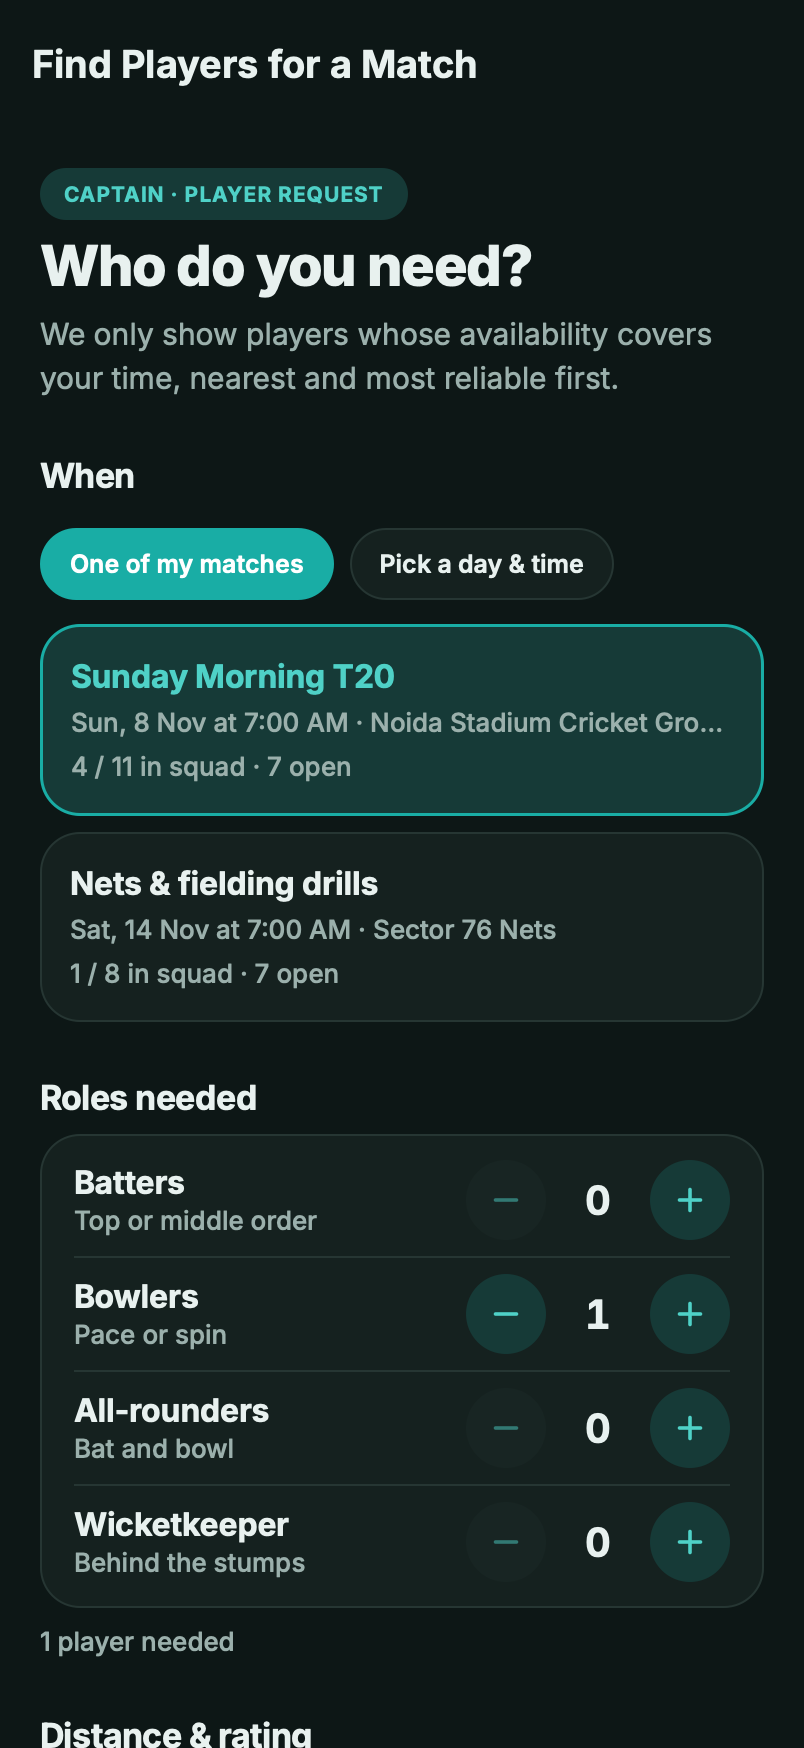 Find Players for a Match
CAPTAIN · PLAYER REQUEST
Who do you need?
We only show players whose availability covers
your time, nearest and most reliable first.
When
One of my matches
Pick a day & time
Sunday Morning T20
Sun, 8 Nov at 7:00 AM · Noida Stadium Cricket Gro...
4 / 11 in squad · 7 open
Nets & fielding drills
Sat, 14 Nov at 7:00 AM · Sector 76 Nets
1 / 8 in squad · 7 open
Roles needed
Batters
Top or middle order
− 0 +
Bowlers
Pace or spin
− 1 +
All-rounders
Bat and bowl
− 0 +
Wicketkeeper
Behind the stumps
− 0 +
1 player needed
Distance & rating